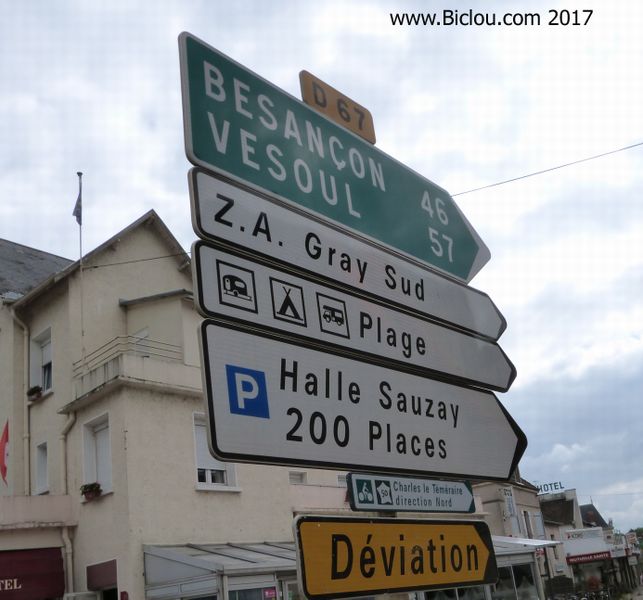 www.Biclou.com 2017
D 67
BESANÇON 46
VESOUL 57
Z.A. Gray Sud
Plage
P Halle Sauzay
200 Places
Charles le Téméraire
direction Nord
Déviation
HOTEL